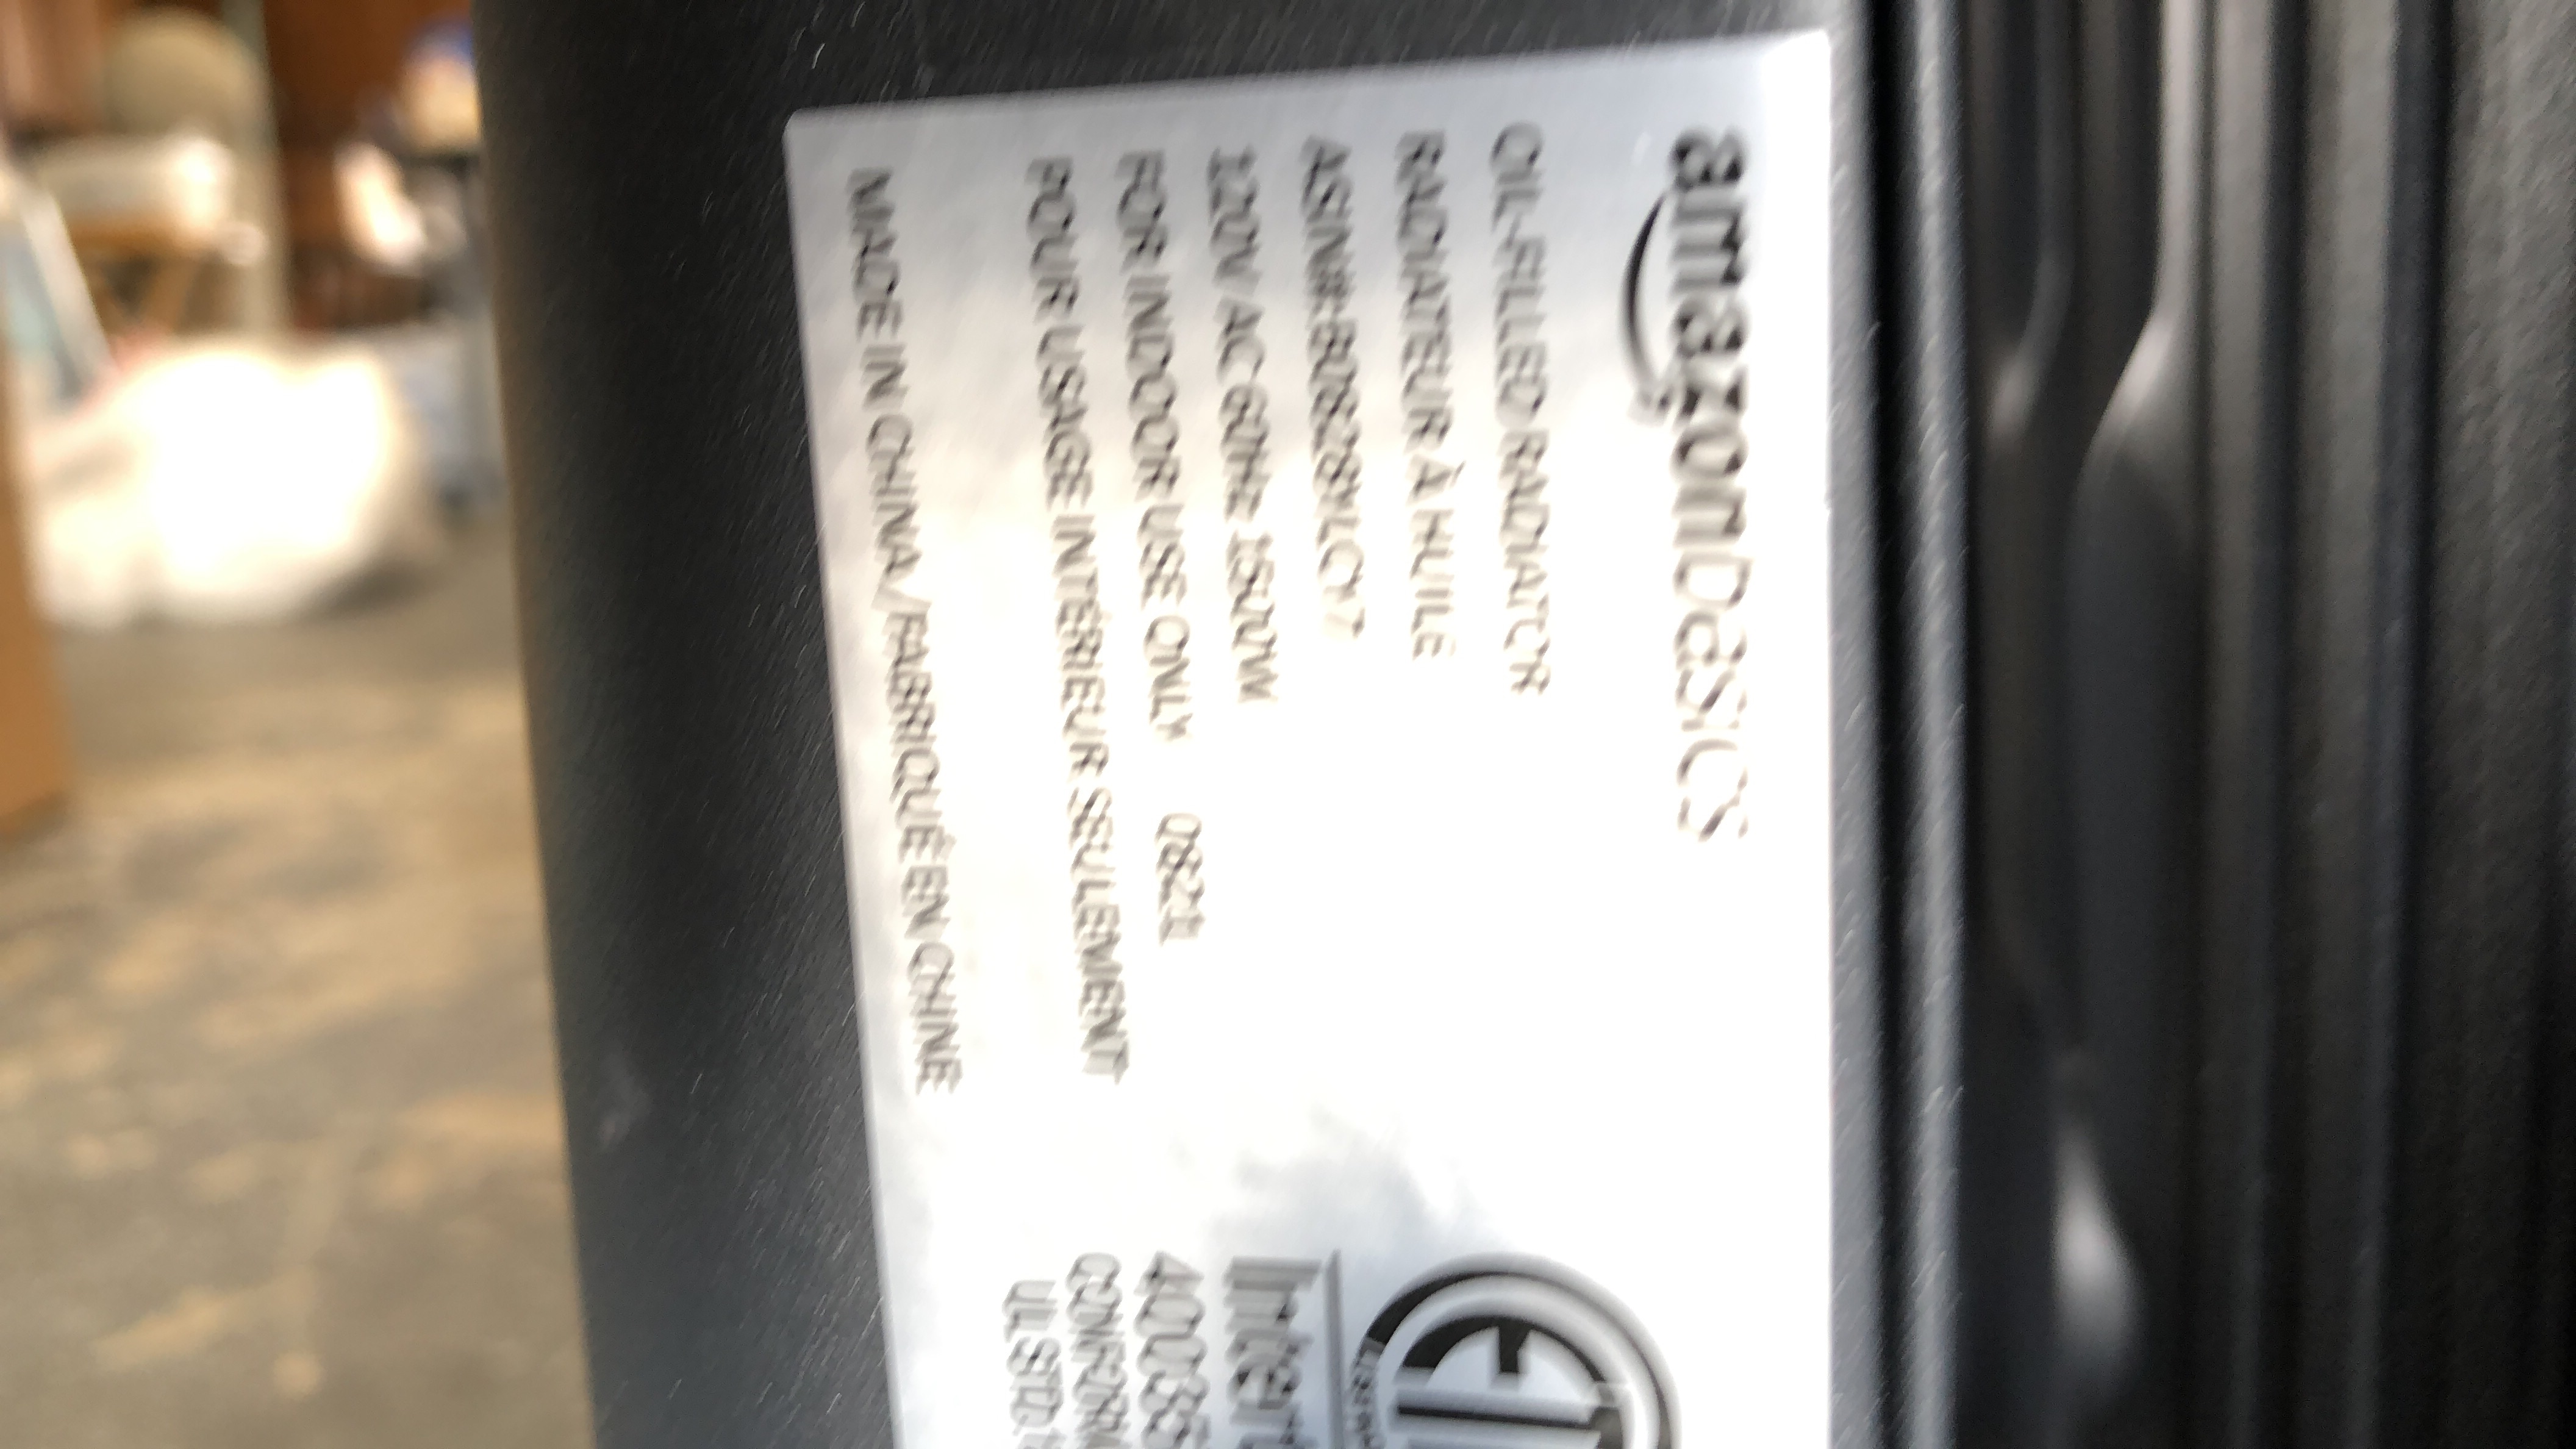 amazonbasics
OIL-FILLED RADIATOR
RADIATEUR À HUILE
120V AC 60Hz 1500W
FOR INDOOR USE ONLY 0821
POUR USAGE INTÉRIEUR SEULEMENT
MADE IN CHINA/FABRIQUÉ EN CHINE